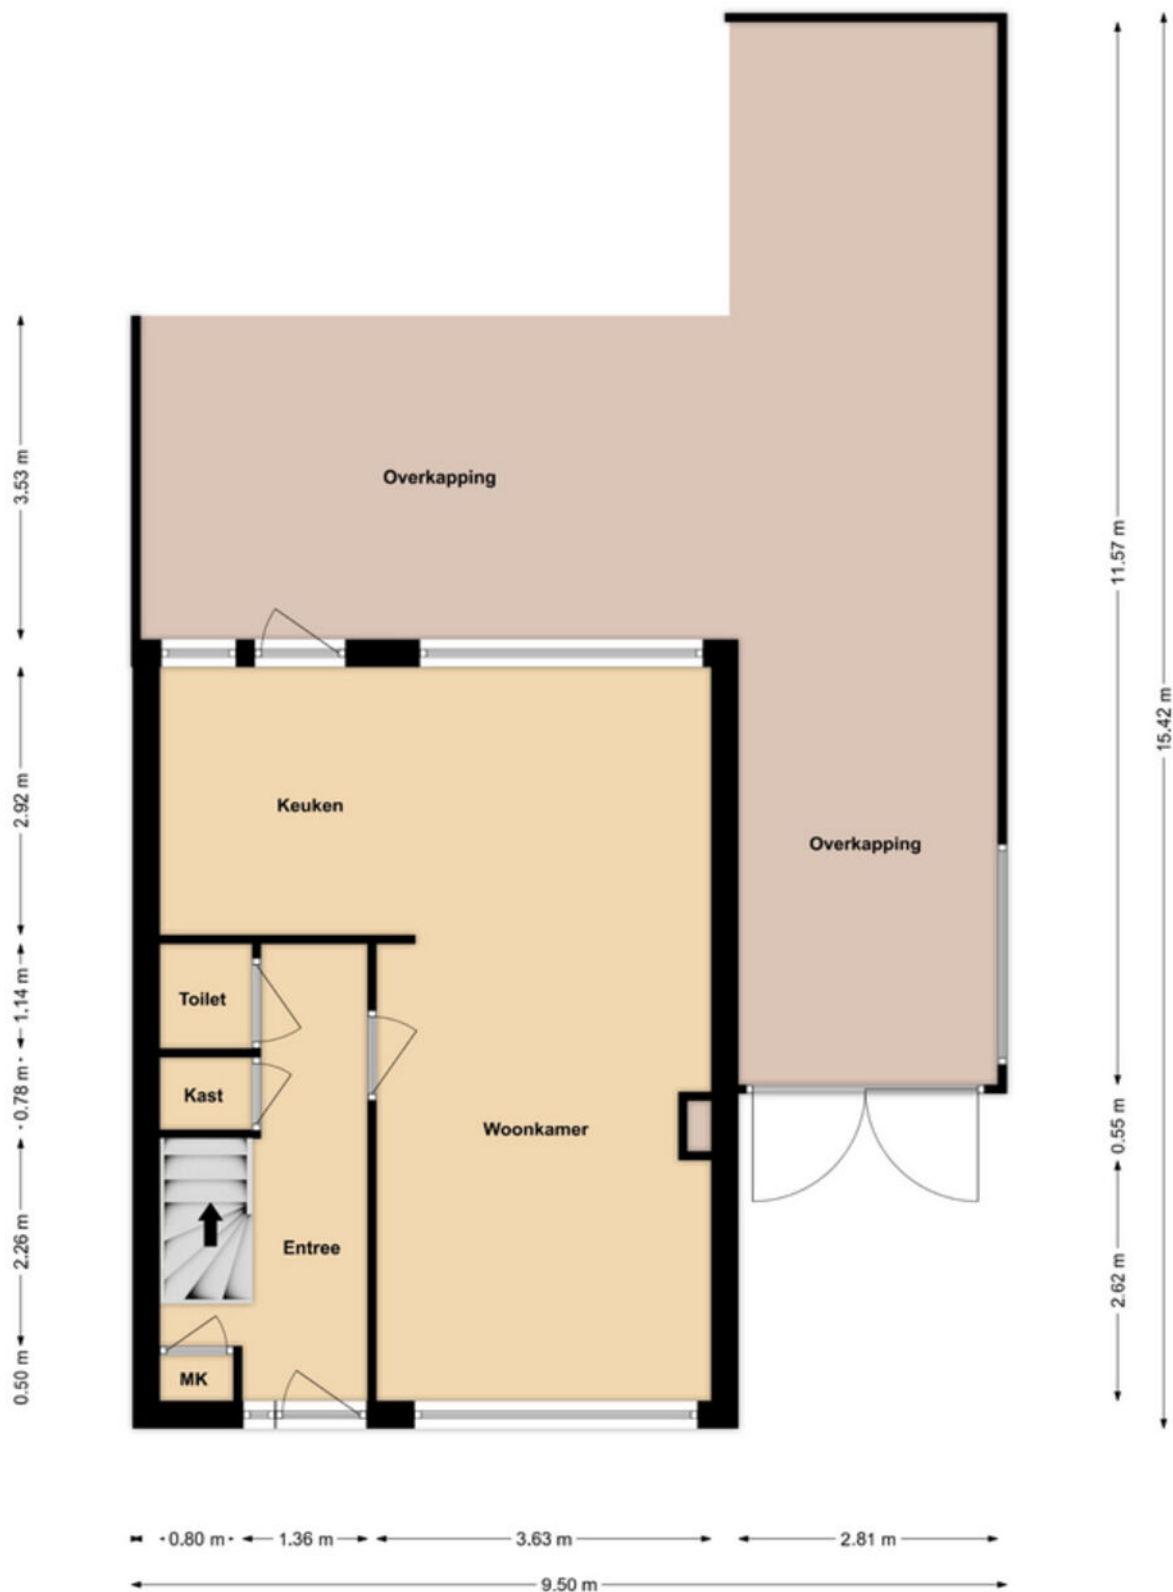 Overkapping
3.53 m
11.57 m
15.42 m
Keuken
2.92 m
Overkapping
Toilet
1.14 m
Kast
0.78 m
Woonkamer
0.55 m
Entree
2.26 m
2.62 m
MK
0.50 m
0.80 m
1.36 m
3.63 m
2.81 m
9.50 m